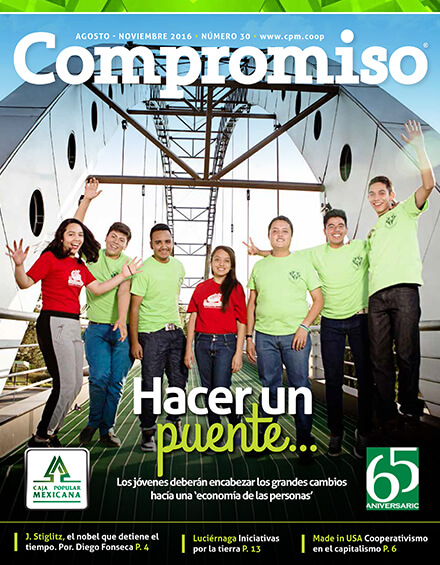 AGOSTO - NOVIEMBRE 2016 • NÚMERO 30 • www.cpm.coop
Compromiso®
Hacer un
puente...
Los jóvenes deberán encabezar los grandes cambios
hacía una ‘economía de las personas’
CAJA POPULAR
MEXICANA
65
ANIVERSARIO
J. Stiglitz, el nobel que detiene el
tiempo. Por. Diego Fonseca P. 4
Luciérnaga Iniciativas
por la tierra P. 13
Made in USA Cooperativismo
en el capitalismo P. 6